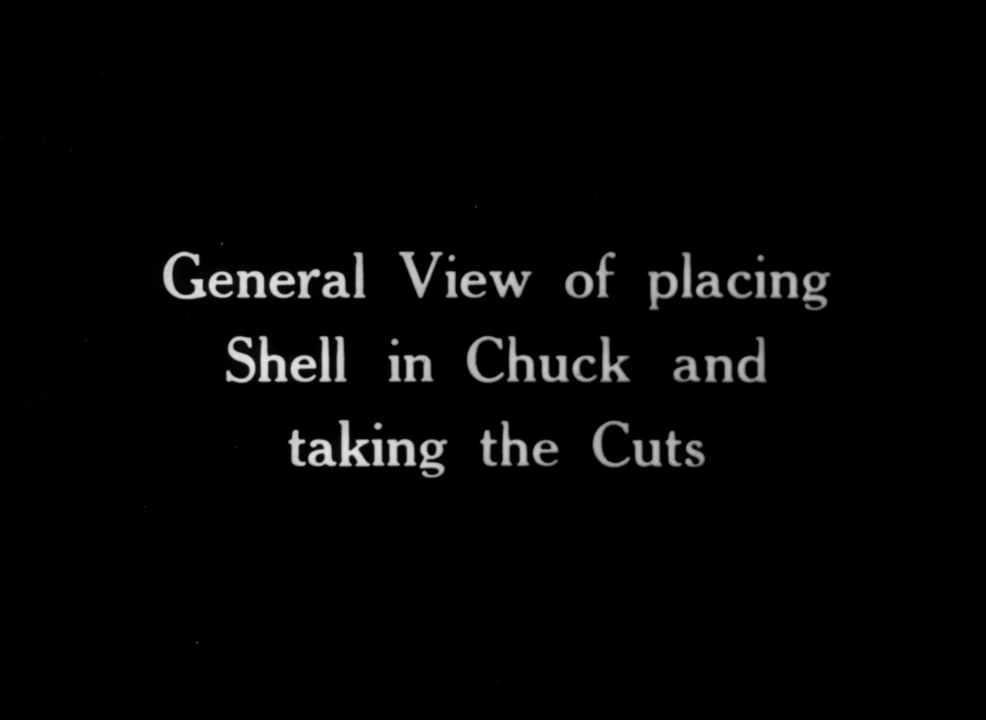 General View of placing
Shell in Chuck and
taking the Cuts